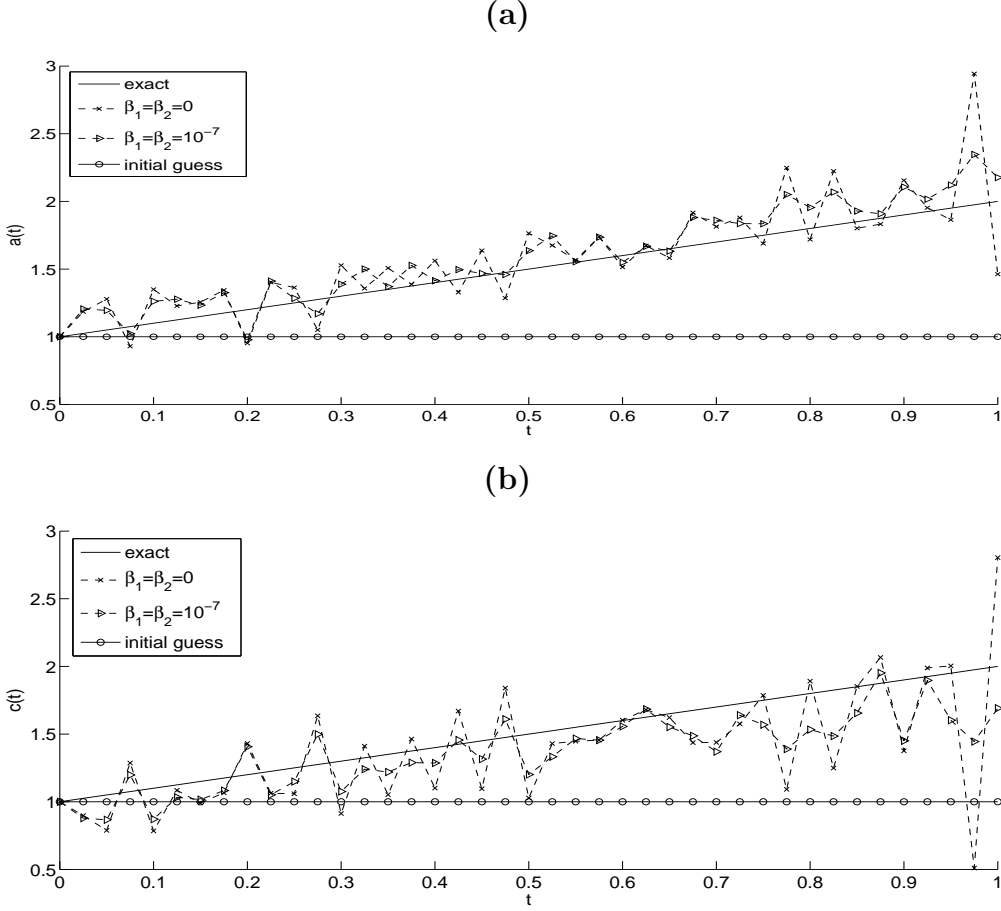 (a)
3
2.5
2
1.5
1
0.5
a(t)
exact
β₁=β₂=0
β₁=β₂=10⁻⁷
initial guess
0 0.1 0.2 0.3 0.4 0.5 0.6 0.7 0.8 0.9 1
t
(b)
3
2.5
2
1.5
1
0.5
c(t)
exact
β₁=β₂=0
β₁=β₂=10⁻⁷
initial guess
0 0.1 0.2 0.3 0.4 0.5 0.6 0.7 0.8 0.9 1
t